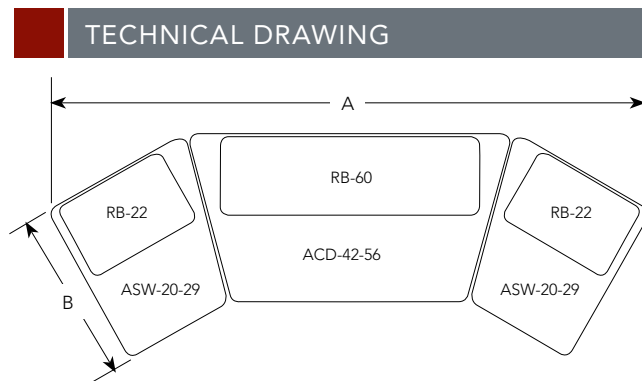 TECHNICAL DRAWING
A
RB-60
RB-22
RB-22
ACD-42-56
ASW-20-29
ASW-20-29
B